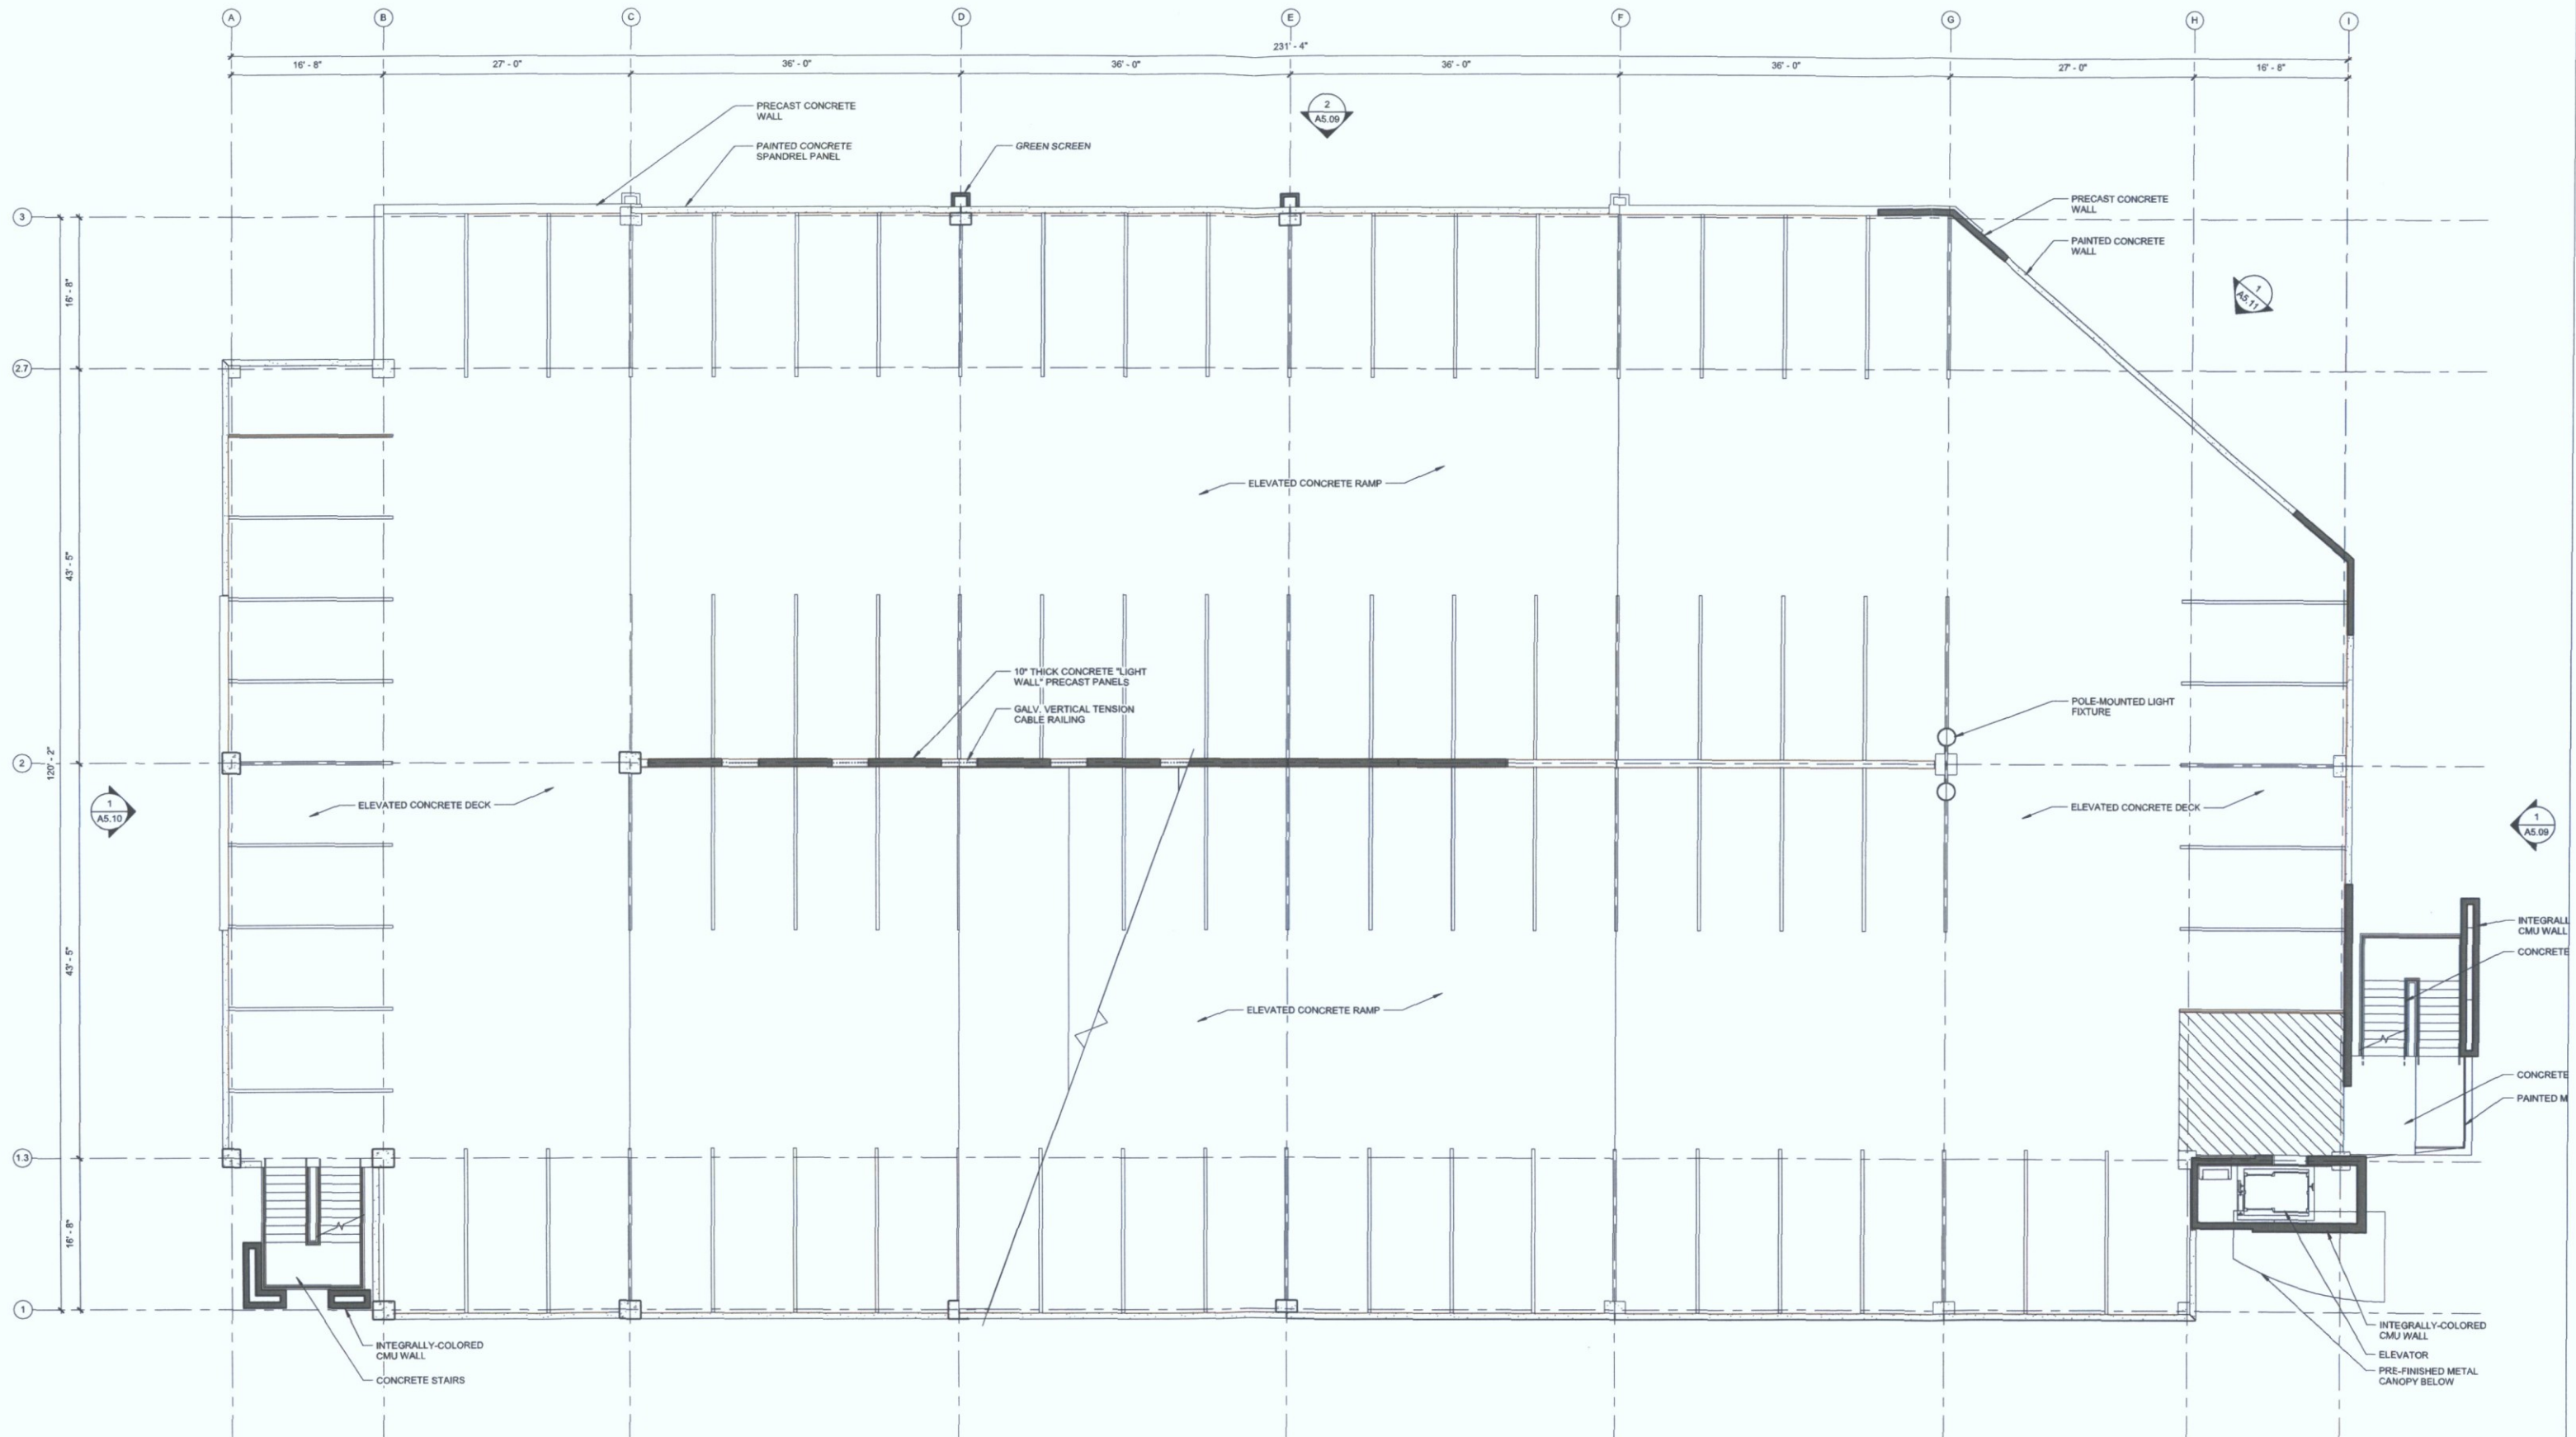 A B C D E F G H I
231' - 4"
16' - 8" 27' - 0" 36' - 0" 36' - 0" 36' - 0" 36' - 0" 27' - 0" 16' - 8"
2
A5.09
PRECAST CONCRETE
WALL
PAINTED CONCRETE
SPANDREL PANEL
GREEN SCREEN
PRECAST CONCRETE
WALL
PAINTED CONCRETE
WALL
3
16' - 8"
1
A5.11
2.7
ELEVATED CONCRETE RAMP
43' - 5"
10" THICK CONCRETE "LIGHT
WALL" PRECAST PANELS
GALV. VERTICAL TENSION
CABLE RAILING
POLE-MOUNTED LIGHT
FIXTURE
2
120' - 2"
1
A5.10
ELEVATED CONCRETE DECK
ELEVATED CONCRETE DECK
1
A5.09
INTEGRALL
CMU WALL
CONCRETE
43' - 5"
ELEVATED CONCRETE RAMP
CONCRETE
PAINTED M
1.3
16' - 8"
1
INTEGRALLY-COLORED
CMU WALL
CONCRETE STAIRS
INTEGRALLY-COLORED
CMU WALL
ELEVATOR
PRE-FINISHED METAL
CANOPY BELOW